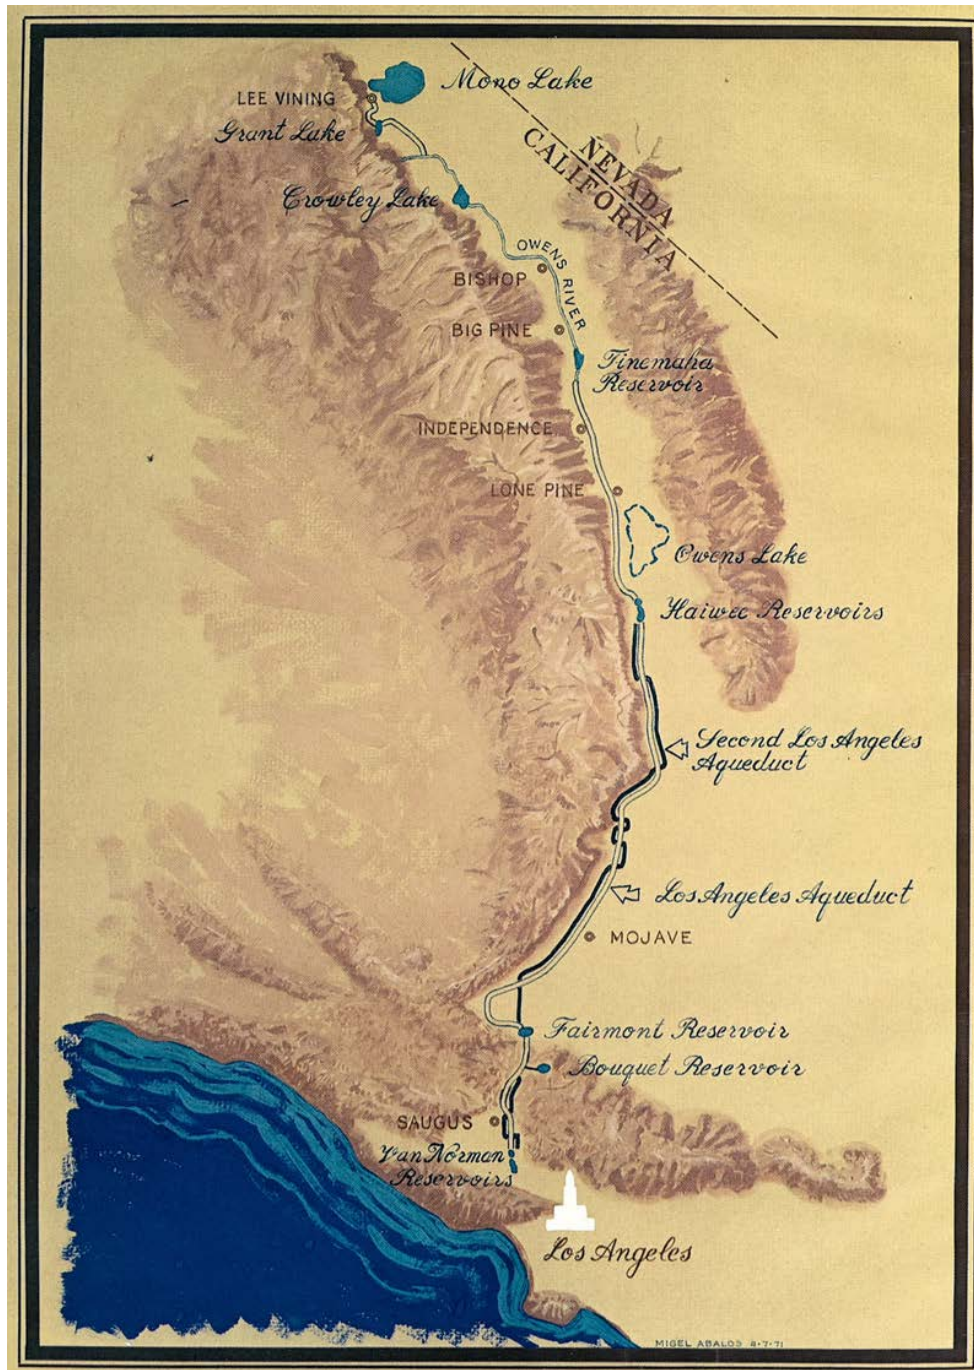 Mono Lake
LEE VINING
Grant Lake
NEVADA
CALIFORNIA
Crowley Lake
OWENS RIVER
BISHOP
BIG PINE
Tinemaha
Reservoir
INDEPENDENCE
LONE PINE
Owens Lake
Haiwee Reservoirs
Second Los Angeles
Aqueduct
Los Angeles Aqueduct
MOJAVE
Fairmont Reservoir
Bouquet Reservoir
SAUGUS
Van Norman
Reservoirs
Los Angeles
MIGEL ABALOS 4-7-71